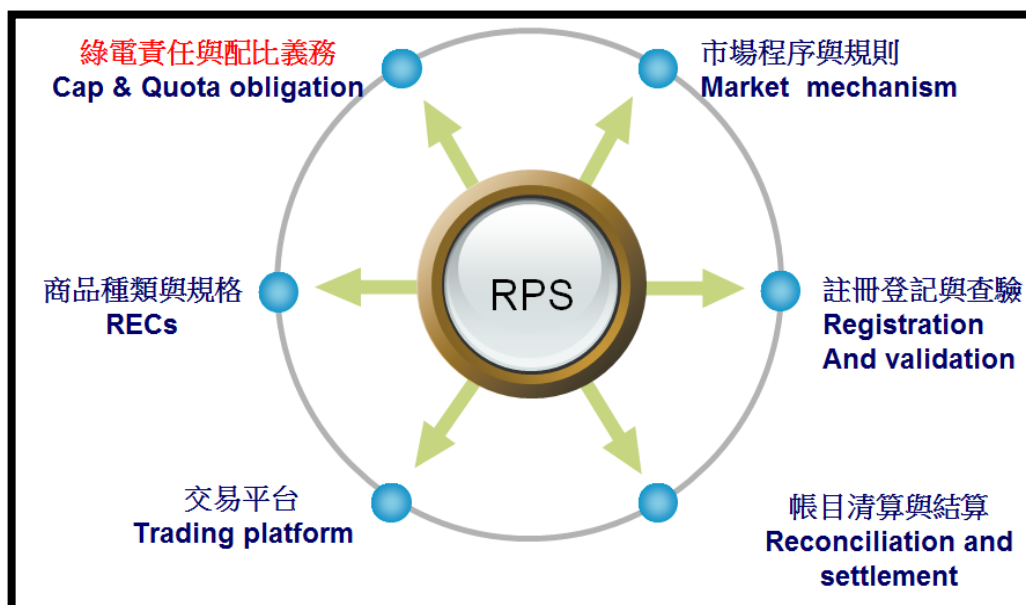 綠電責任與配比義務
Cap & Quota obligation
市場程序與規則
Market mechanism
商品種類與規格
RECs
RPS
註冊登記與查驗
Registration
And validation
交易平台
Trading platform
帳目清算與結算
Reconciliation and
settlement